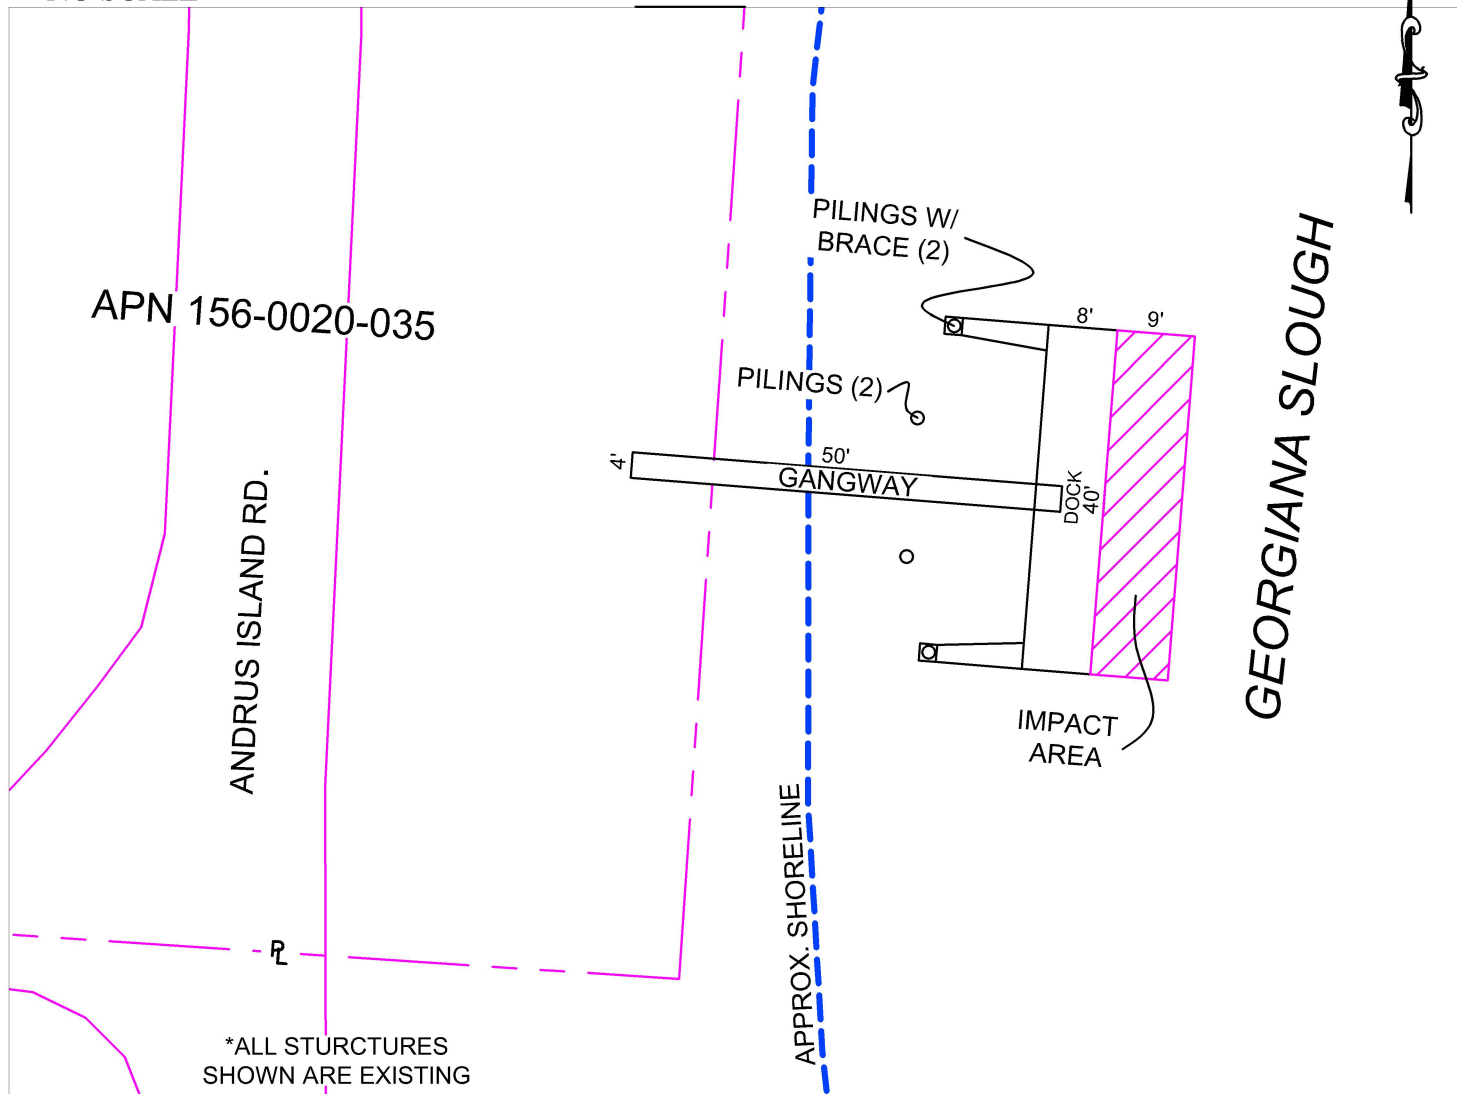 PILINGS W/
BRACE (2)
8'
9'
APN 156-0020-035
PILINGS (2)
GEORGIANA SLOUGH
4'
50'
GANGWAY
DOCK
40'
ANDRUS ISLAND RD.
IMPACT
AREA
APPROX. SHORELINE
PL
*ALL STURCTURES
SHOWN ARE EXISTING